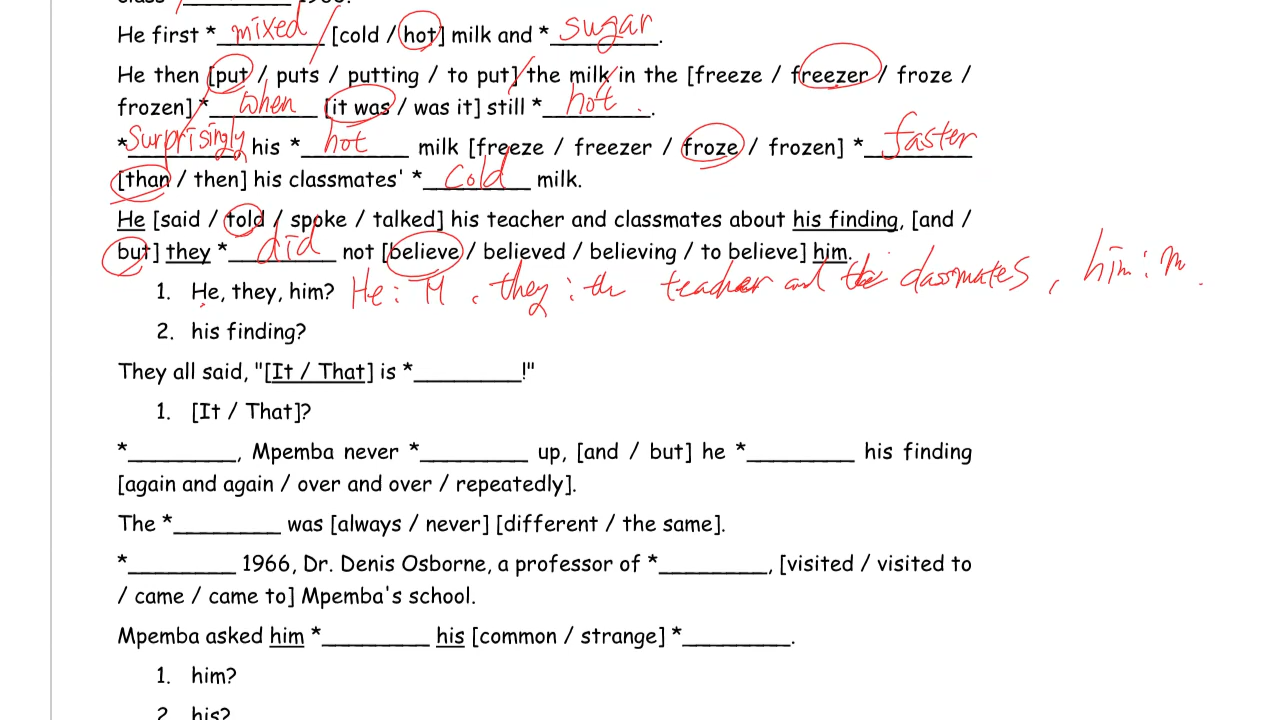 He first * mixed [cold / hot] milk and * sugar.
He then [put / puts / putting / to put] the milk in the [freeze / freezer / froze /
frozen] * when [it was / was it] still * hot.
*Surprisingly his * hot milk [freeze / freezer / froze / frozen] * faster
[than / then] his classmates' * cold milk.
He [said / told / spoke / talked] his teacher and classmates about his finding, [and /
but] they * did not [believe / believed / believing / to believe] him.
1. He, they, him? He: M, they: the teacher and the classmates, him: M
2. his finding?
They all said, "[It / That] is *_________!"
1. [It / That]?
*_________, Mpemba never *_________ up, [and / but] he *_________ his finding
[again and again / over and over / repeatedly].
The *_________ was [always / never] [different / the same].
*_________ 1966, Dr. Denis Osborne, a professor of *_________, [visited / visited to
/ came / came to] Mpemba's school.
Mpemba asked him *_________ his [common / strange] *_________.
1. him?
2. his?